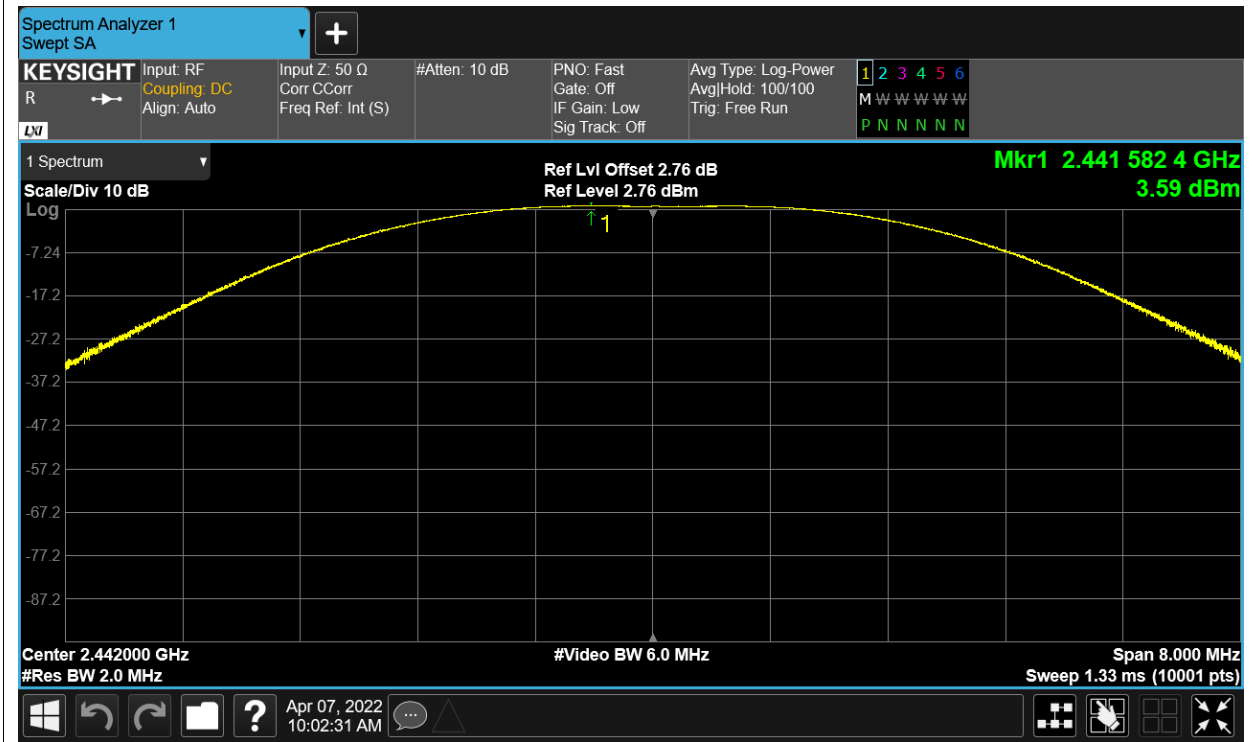 Spectrum Analyzer 1
Swept SA
KEYSIGHT
R
LXI
Input: RF
Coupling: DC
Align: Auto
Input Z: 50 Ω
Corr CCorr
Freq Ref: Int (S)
#Atten: 10 dB
PNO: Fast
Gate: Off
IF Gain: Low
Sig Track: Off
Avg Type: Log-Power
Avg|Hold: 100/100
Trig: Free Run
1 2 3 4 5 6
M W W W W W
P N N N N N
1 Spectrum
Scale/Div 10 dB
Log
Ref Lvl Offset 2.76 dB
Ref Level 2.76 dBm
Mkr1 2.441 582 4 GHz
3.59 dBm
1
-7.24
-17.2
-27.2
-37.2
-47.2
-57.2
-67.2
-77.2
-87.2
Center 2.442000 GHz
#Res BW 2.0 MHz
#Video BW 6.0 MHz
Span 8.000 MHz
Sweep 1.33 ms (10001 pts)
?
Apr 07, 2022
10:02:31 AM